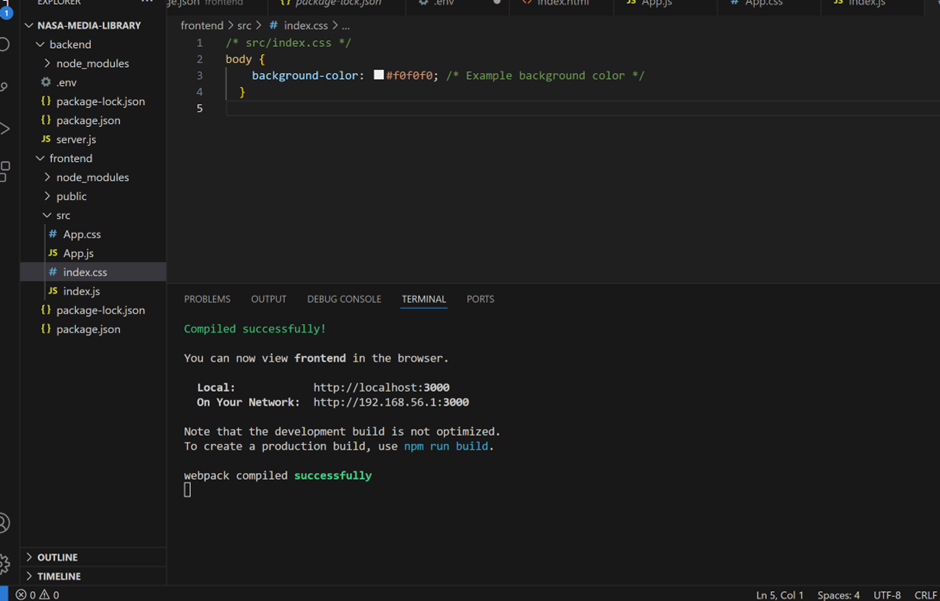 EXPLORER
ge.json frontend
{} package-lock.json
.env
<> index.html
JS App.js
# App.css
JS index.js
1
NASA-MEDIA-LIBRARY
backend
node_modules
.env
{} package-lock.json
{} package.json
JS server.js
frontend
node_modules
public
src
# App.css
JS App.js
# index.css
JS index.js
{} package-lock.json
{} package.json
OUTLINE
TIMELINE
frontend > src > # index.css > ...
1 /* src/index.css */
2 body {
3 background-color: #f0f0f0; /* Example background color */
4 }
5
PROBLEMS OUTPUT DEBUG CONSOLE TERMINAL PORTS
Compiled successfully!
You can now view frontend in the browser.
Local: http://localhost:3000
On Your Network: http://192.168.56.1:3000
Note that the development build is not optimized.
To create a production build, use npm run build.
webpack compiled successfully
0 0
Ln 5, Col 1 Spaces: 4 UTF-8 CRLF